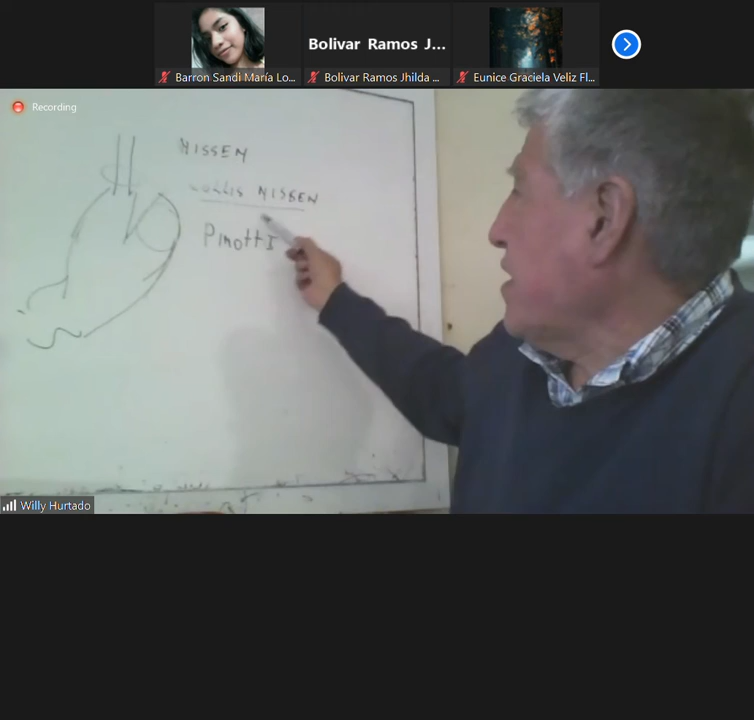 Bolivar Ramos J...
Barron Sandi María Lo...
Bolivar Ramos Jhilda ...
Eunice Graciela Veliz Fl...
Recording
NISSEN
COLLIS NISSEN
PinottI
Willy Hurtado